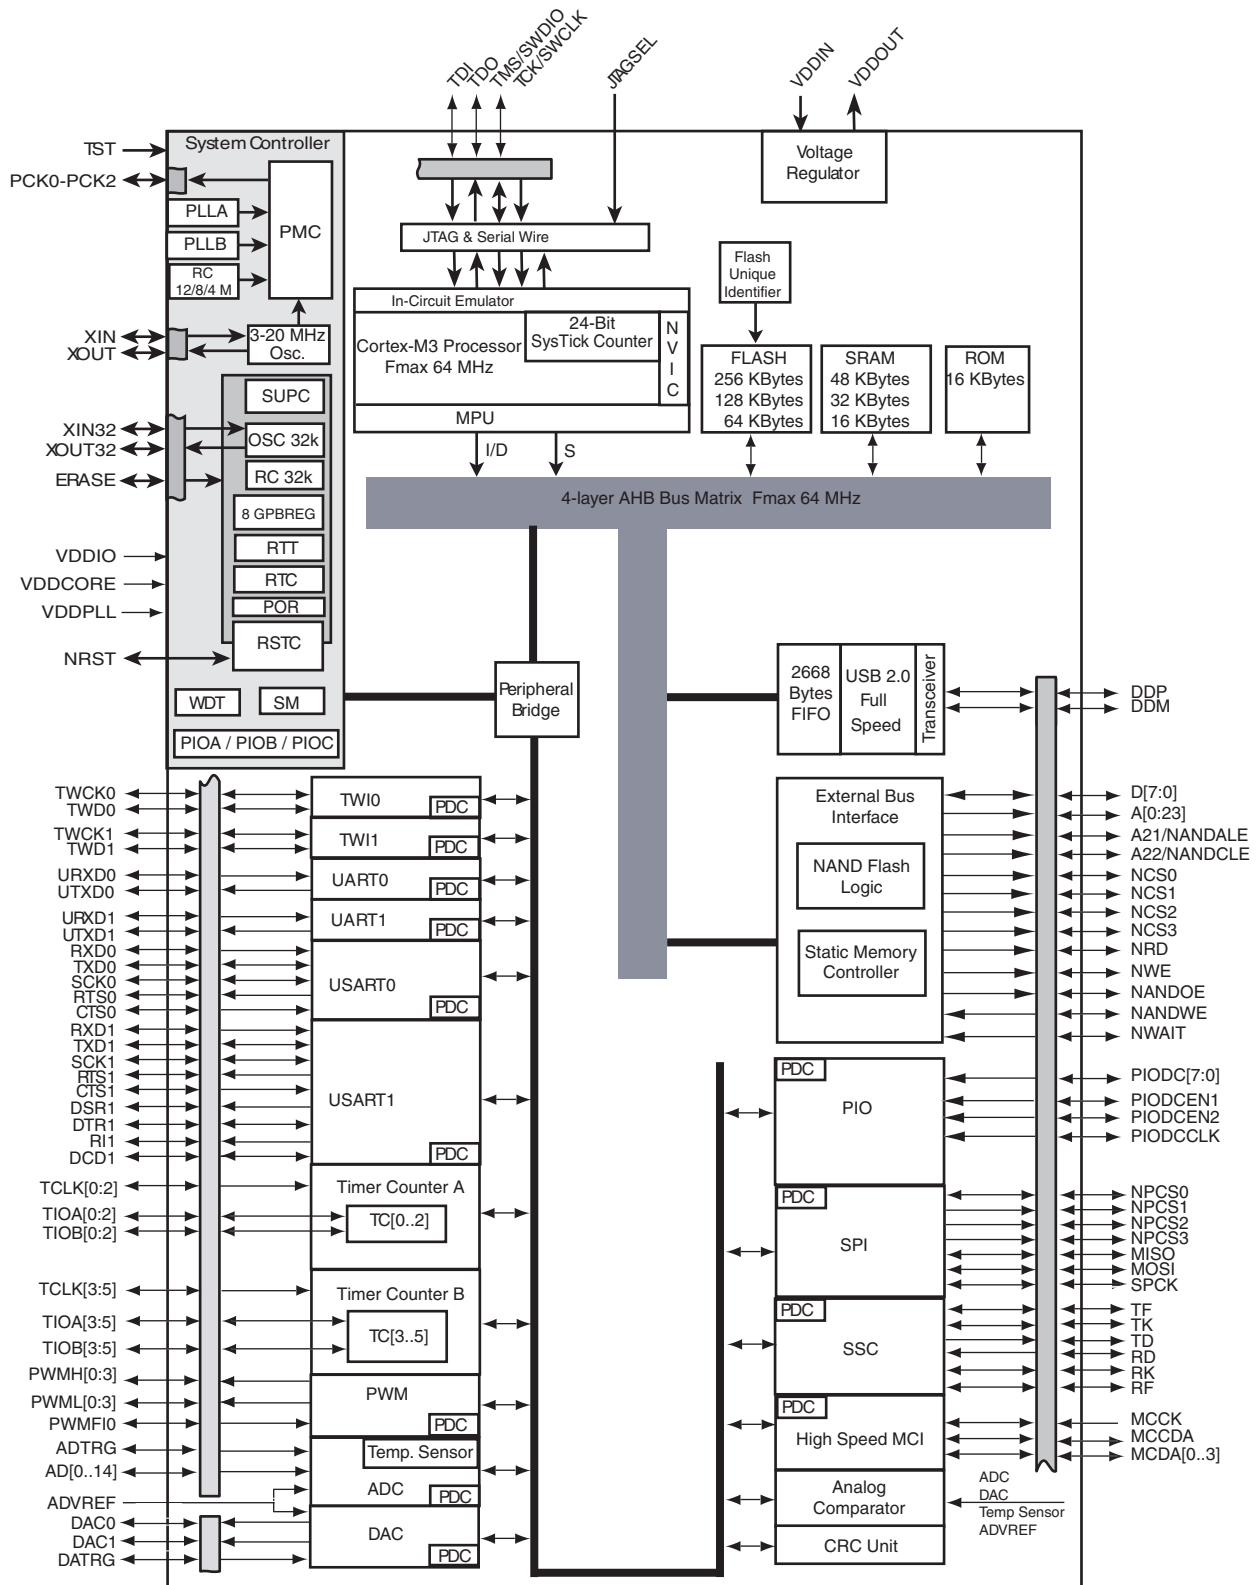 TDI
TDO
TMS/SWDIO
TCK/SWCLK
JTAGSEL
VDDIN
VDDOUT
System Controller
TST
PCK0-PCK2
PLLA
PLLB
RC
12/8/4 M
PMC
XIN
XOUT
3-20 MHz
Osc.
SUPC
XIN32
XOUT32
ERASE
OSC 32k
RC 32k
8 GPBREG
RTT
RTC
POR
RSTC
VDDIO
VDDCORE
VDDPLL
NRST
WDT
SM
PIOA / PIOB / PIOC
Voltage
Regulator
JTAG & Serial Wire
In-Circuit Emulator
Cortex-M3 Processor
Fmax 64 MHz
24-Bit
SysTick Counter
N
V
I
C
MPU
I/D
S
Flash
Unique
Identifier
FLASH
256 KBytes
128 KBytes
64 KBytes
SRAM
48 KBytes
32 KBytes
16 KBytes
ROM
16 KBytes
4-layer AHB Bus Matrix Fmax 64 MHz
Peripheral
Bridge
2668
Bytes
FIFO
USB 2.0
Full
Speed
Transceiver
DDP
DDM
TWCK0
TWD0
TWCK1
TWD1
URXD0
UTXD0
URXD1
UTXD1
RXD0
TXD0
SCK0
RTS0
CTS0
RXD1
TXD1
SCK1
RTS1
CTS1
DSR1
DTR1
RI1
DCD1
TCLK[0:2]
TIOA[0:2]
TIOB[0:2]
TCLK[3:5]
TIOA[3:5]
TIOB[3:5]
PWMH[0:3]
PWML[0:3]
PWMFI0
ADTRG
AD[0..14]
ADVREF
DAC0
DAC1
DATRG
TWI0
PDC
TWI1
PDC
UART0
PDC
UART1
PDC
USART0
PDC
USART1
PDC
Timer Counter A
TC[0..2]
Timer Counter B
TC[3..5]
PWM
PDC
Temp. Sensor
ADC
PDC
DAC
PDC
External Bus
Interface
NAND Flash
Logic
Static Memory
Controller
D[7:0]
A[0:23]
A21/NANDALE
A22/NANDCLE
NCS0
NCS1
NCS2
NCS3
NRD
NWE
NANDOE
NANDWE
NWAIT
PDC
PIO
PIODC[7:0]
PIODCEN1
PIODCEN2
PIODCCLK
PDC
SPI
NPCS0
NPCS1
NPCS2
NPCS3
MISO
MOSI
SPCK
PDC
SSC
TF
TK
TD
RD
RK
RF
PDC
High Speed MCI
MCCK
MCCDA
MCDA[0..3]
Analog
Comparator
ADC
DAC
Temp Sensor
ADVREF
CRC Unit